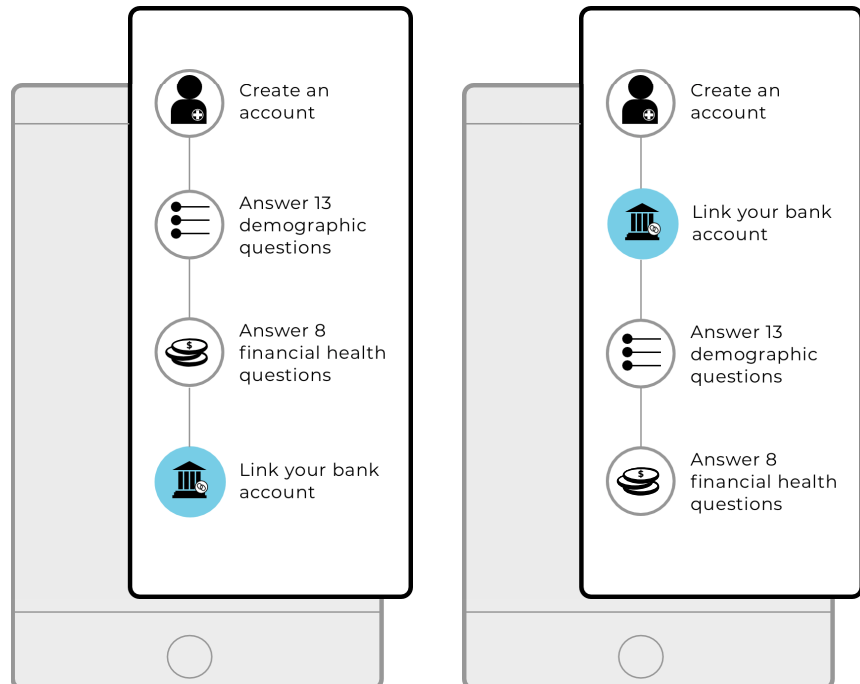 Create an
account
Answer 13
demographic
questions
$
Answer 8
financial health
questions
Link your bank
account
Create an
account
Link your bank
account
Answer 13
demographic
questions
$
Answer 8
financial health
questions